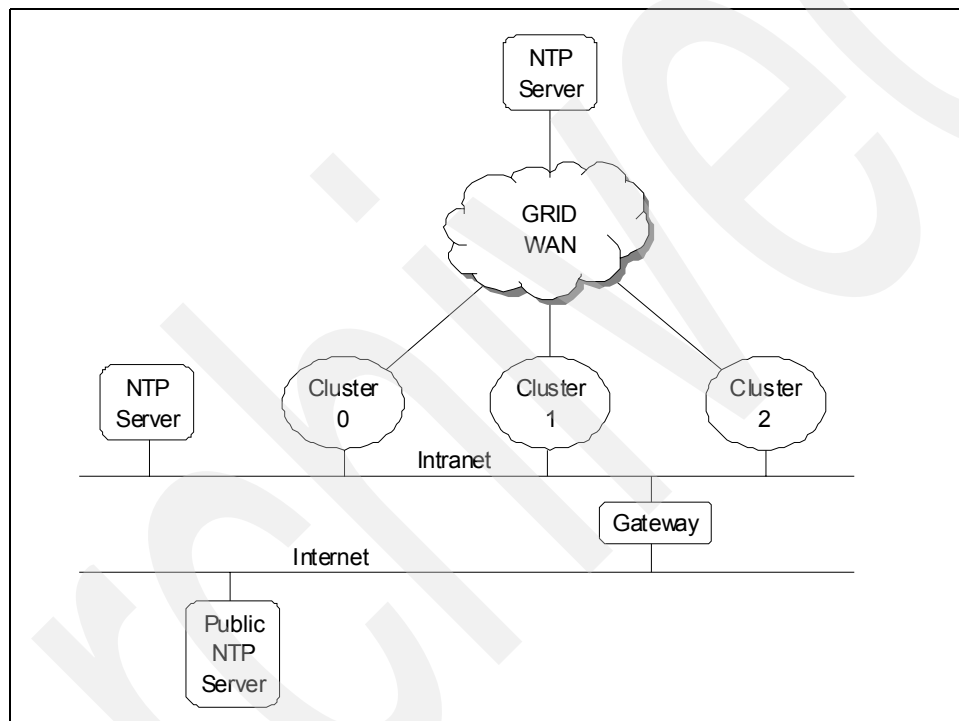 NTP
Server
GRID
WAN
NTP
Server
Cluster
0
Cluster
1
Cluster
2
Intranet
Gateway
Internet
Public
NTP
Server